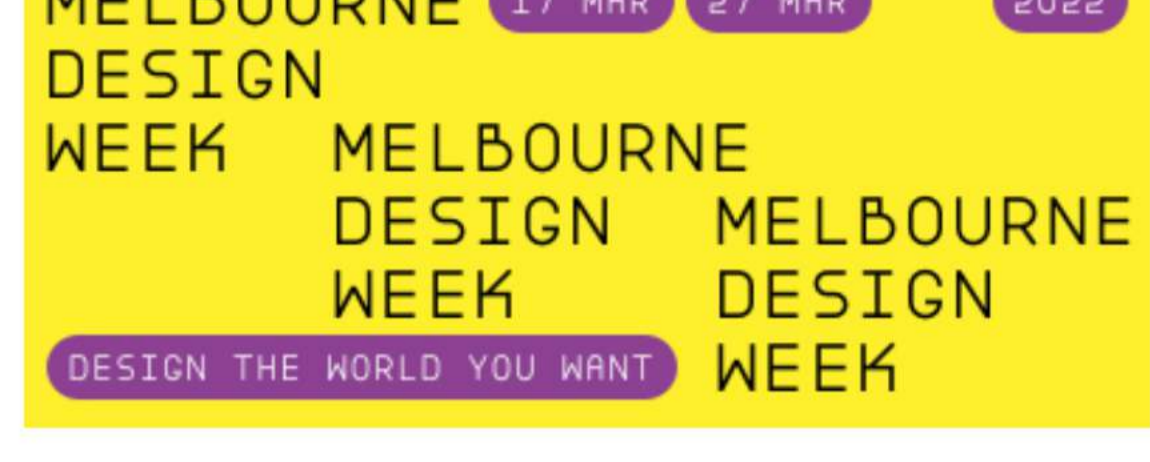 MELBOURNE 17 MAR 27 MAR 2022
DESIGN
WEEK MELBOURNE
DESIGN MELBOURNE
WEEK DESIGN
DESIGN THE WORLD YOU WANT WEEK